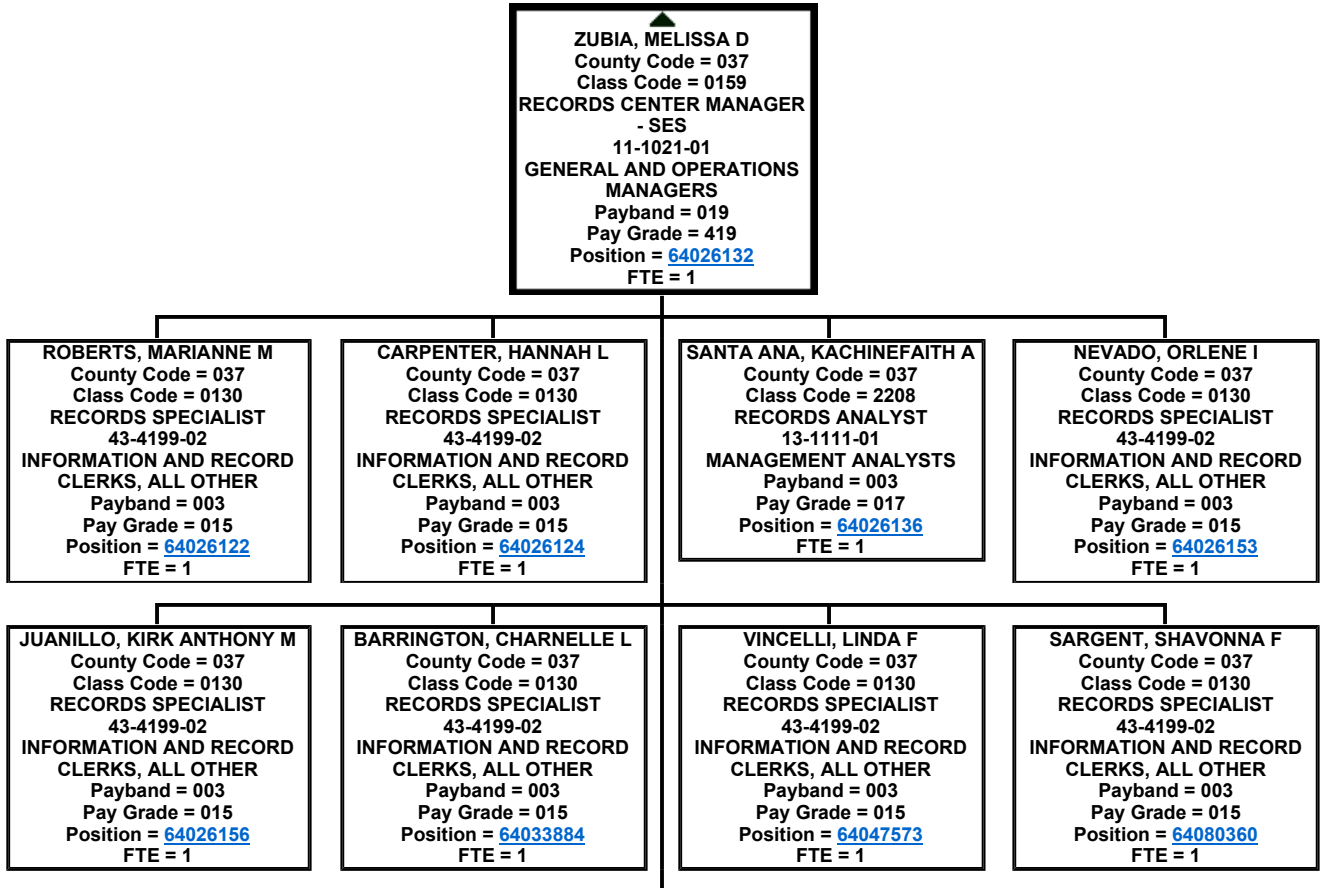 ZUBIA, MELISSA D
County Code = 037
Class Code = 0159
RECORDS CENTER MANAGER
- SES
11-1021-01
GENERAL AND OPERATIONS
MANAGERS
Payband = 019
Pay Grade = 419
Position = 64026132
FTE = 1
ROBERTS, MARIANNE M
County Code = 037
Class Code = 0130
RECORDS SPECIALIST
43-4199-02
INFORMATION AND RECORD
CLERKS, ALL OTHER
Payband = 003
Pay Grade = 015
Position = 64026122
FTE = 1
CARPENTER, HANNAH L
County Code = 037
Class Code = 0130
RECORDS SPECIALIST
43-4199-02
INFORMATION AND RECORD
CLERKS, ALL OTHER
Payband = 003
Pay Grade = 015
Position = 64026124
FTE = 1
SANTA ANA, KACHINEFAITH A
County Code = 037
Class Code = 2208
RECORDS ANALYST
13-1111-01
MANAGEMENT ANALYSTS
Payband = 003
Pay Grade = 017
Position = 64026136
FTE = 1
NEVADO, ORLENE I
County Code = 037
Class Code = 0130
RECORDS SPECIALIST
43-4199-02
INFORMATION AND RECORD
CLERKS, ALL OTHER
Payband = 003
Pay Grade = 015
Position = 64026153
FTE = 1
JUANILLO, KIRK ANTHONY M
County Code = 037
Class Code = 0130
RECORDS SPECIALIST
43-4199-02
INFORMATION AND RECORD
CLERKS, ALL OTHER
Payband = 003
Pay Grade = 015
Position = 64026156
FTE = 1
BARRINGTON, CHARNELLE L
County Code = 037
Class Code = 0130
RECORDS SPECIALIST
43-4199-02
INFORMATION AND RECORD
CLERKS, ALL OTHER
Payband = 003
Pay Grade = 015
Position = 64033884
FTE = 1
VINCELLI, LINDA F
County Code = 037
Class Code = 0130
RECORDS SPECIALIST
43-4199-02
INFORMATION AND RECORD
CLERKS, ALL OTHER
Payband = 003
Pay Grade = 015
Position = 64047573
FTE = 1
SARGENT, SHAVONNA F
County Code = 037
Class Code = 0130
RECORDS SPECIALIST
43-4199-02
INFORMATION AND RECORD
CLERKS, ALL OTHER
Payband = 003
Pay Grade = 015
Position = 64080360
FTE = 1